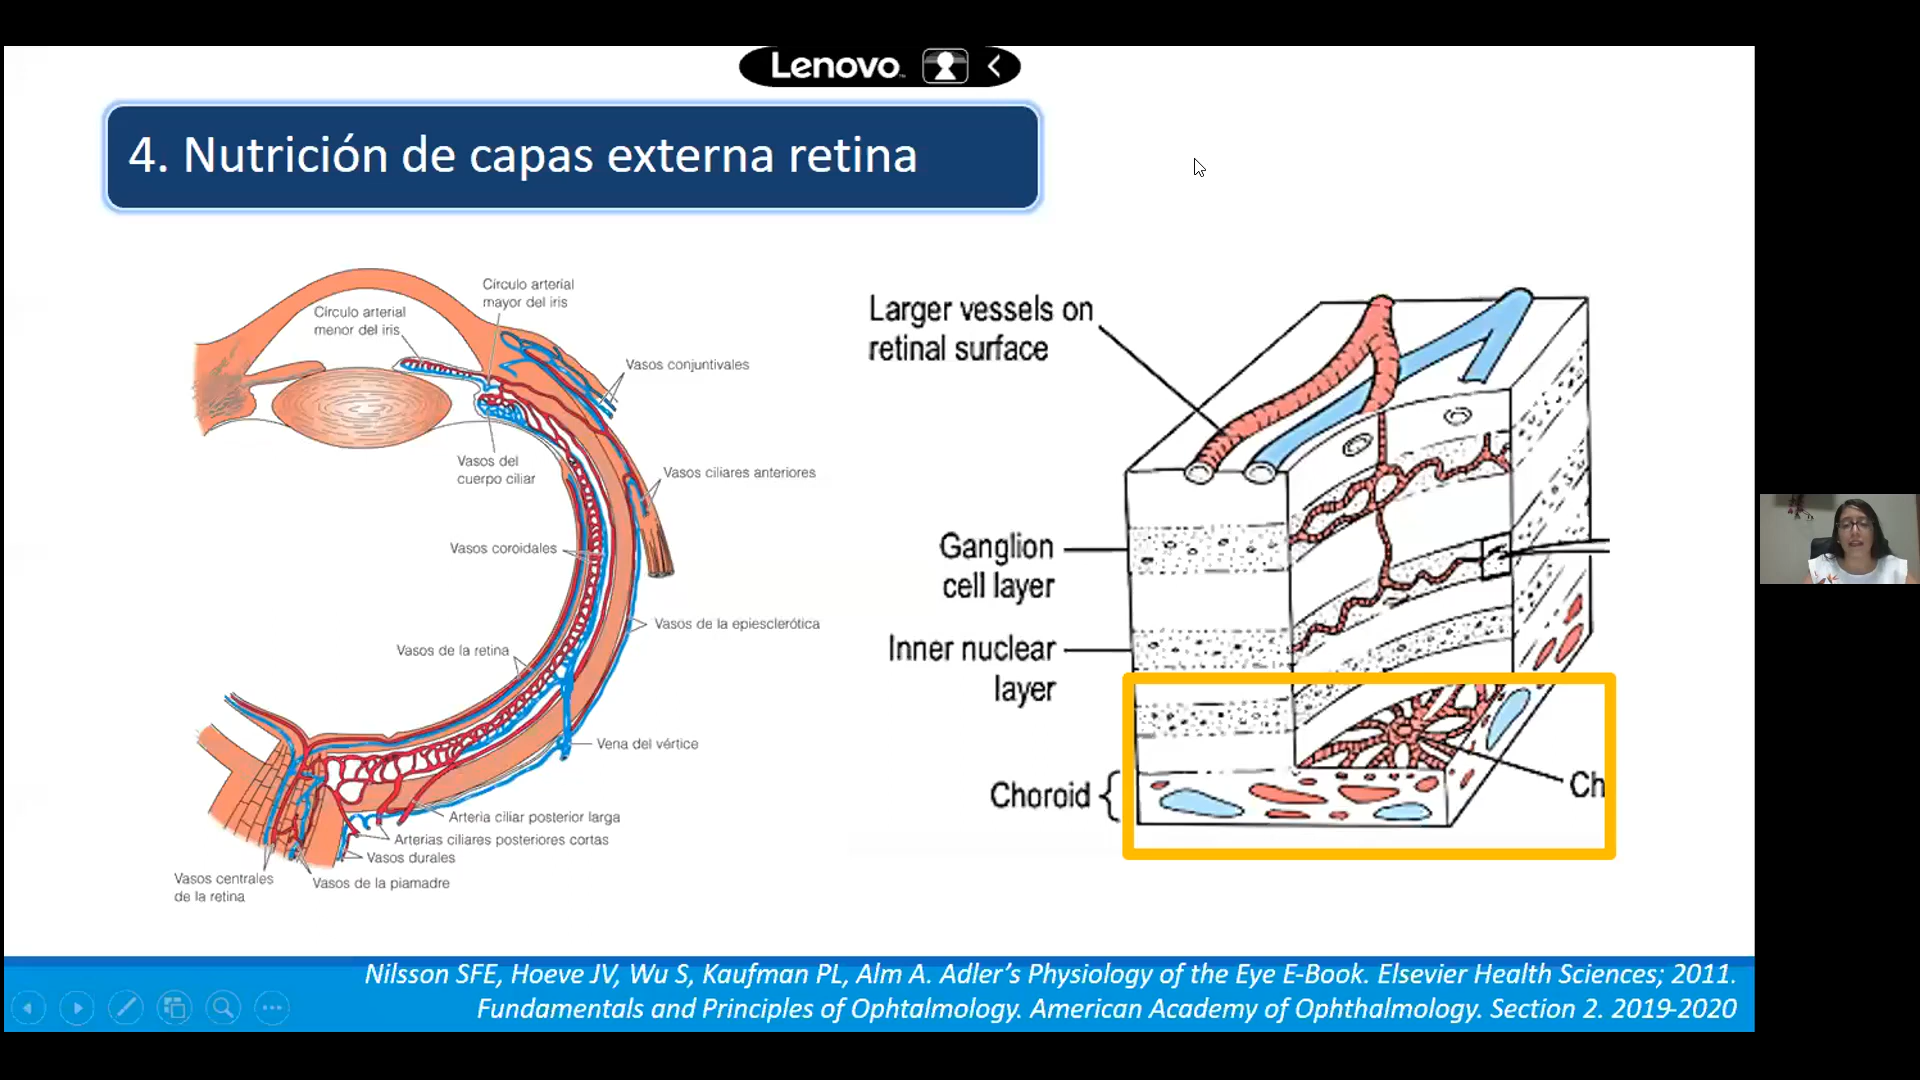 Lenovo
4. Nutrición de capas externa retina
Círculo arterial
mayor del iris
Círculo arterial
menor del iris
Vasos conjuntivales
Vasos del
cuerpo ciliar
Vasos ciliares anteriores
Vasos coroidales
Vasos de la epiesclerótica
Vasos de la retina
Vena del vértice
Arteria ciliar posterior larga
Arterias ciliares posteriores cortas
Vasos durales
Vasos centrales
de la retina
Vasos de la piamadre
Larger vessels on
retinal surface
Ganglion
cell layer
Inner nuclear
layer
Choroid
Ch
Nilsson SFE, Hoeve JV, Wu S, Kaufman PL, Alm A. Adler’s Physiology of the Eye E-Book. Elsevier Health Sciences; 2011.
Fundamentals and Principles of Ophtalmology. American Academy of Ophthalmology. Section 2. 2019-2020